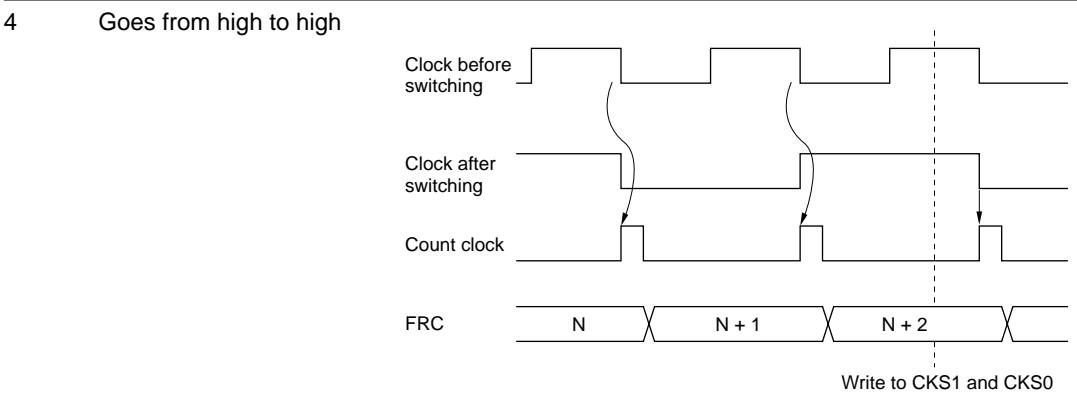 4 Goes from high to high
Clock before
switching
Clock after
switching
Count clock
FRC N N + 1 N + 2
Write to CKS1 and CKS0